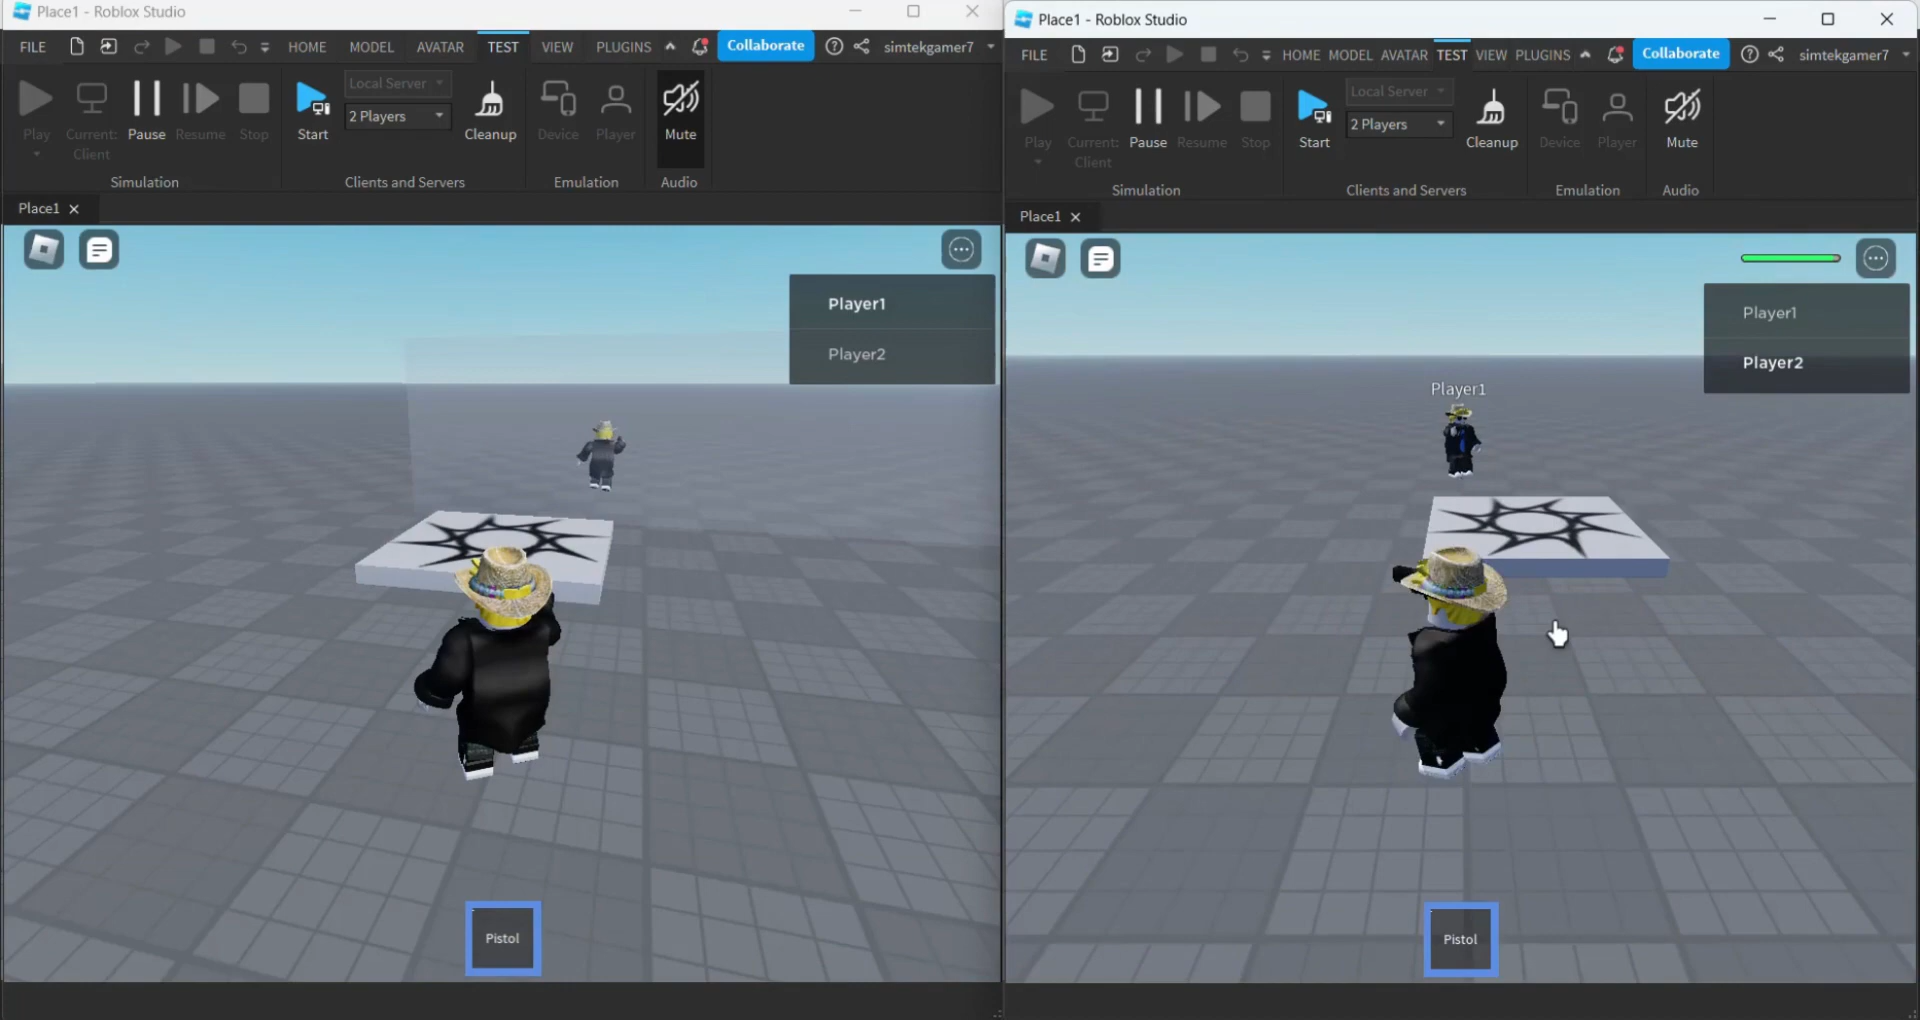 Place1 - Roblox Studio
FILE HOME MODEL AVATAR TEST VIEW PLUGINS Collaborate simtekgamer7
Play Current: Client Pause Resume Stop Start Local Server 2 Players Cleanup Device Player Mute
Simulation Clients and Servers Emulation Audio
Place1
Player1
Player2
Pistol
Place1 - Roblox Studio
FILE HOME MODEL AVATAR TEST VIEW PLUGINS Collaborate simtekgamer7
Play Current: Client Pause Resume Stop Start Local Server 2 Players Cleanup Device Player Mute
Simulation Clients and Servers Emulation Audio
Place1
Player1
Player2
Player1
Pistol